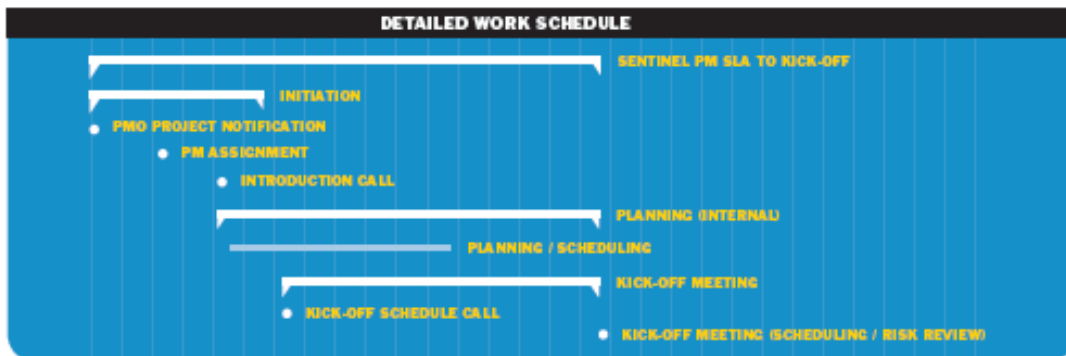 DETAILED WORK SCHEDULE
SENTINEL PM SLA TO KICK-OFF
INITIATION
PMO PROJECT NOTIFICATION
PM ASSIGNMENT
INTRODUCTION CALL
PLANNING (INTERNAL)
PLANNING / SCHEDULING
KICK-OFF MEETING
KICK-OFF SCHEDULE CALL
KICK-OFF MEETING (SCHEDULING / RISK REVIEW)